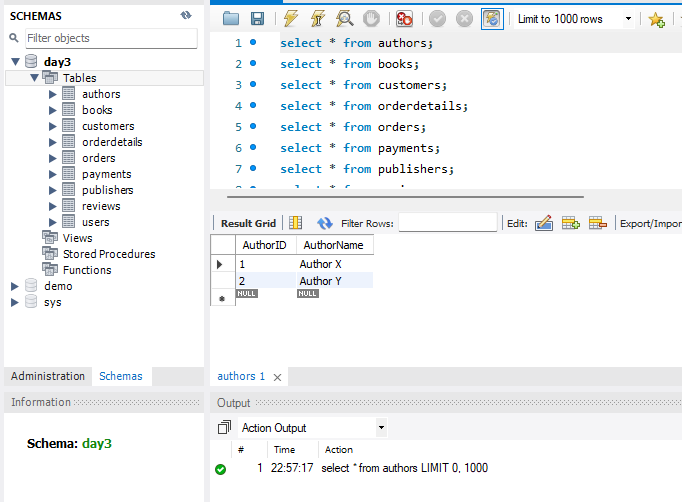 SCHEMAS
Filter objects
day3
Tables
authors
books
customers
orderdetails
orders
payments
publishers
reviews
users
Views
Stored Procedures
Functions
demo
sys
Administration Schemas
Information
Schema: day3
Limit to 1000 rows
1 select * from authors;
2 select * from books;
3 select * from customers;
4 select * from orderdetails;
5 select * from orders;
6 select * from payments;
7 select * from publishers;
Result Grid Filter Rows: Edit: Export/Impor
AuthorID AuthorName
1 Author X
2 Author Y
NULL NULL
authors 1
Output
Action Output
# Time Action
1 22:57:17 select * from authors LIMIT 0, 1000